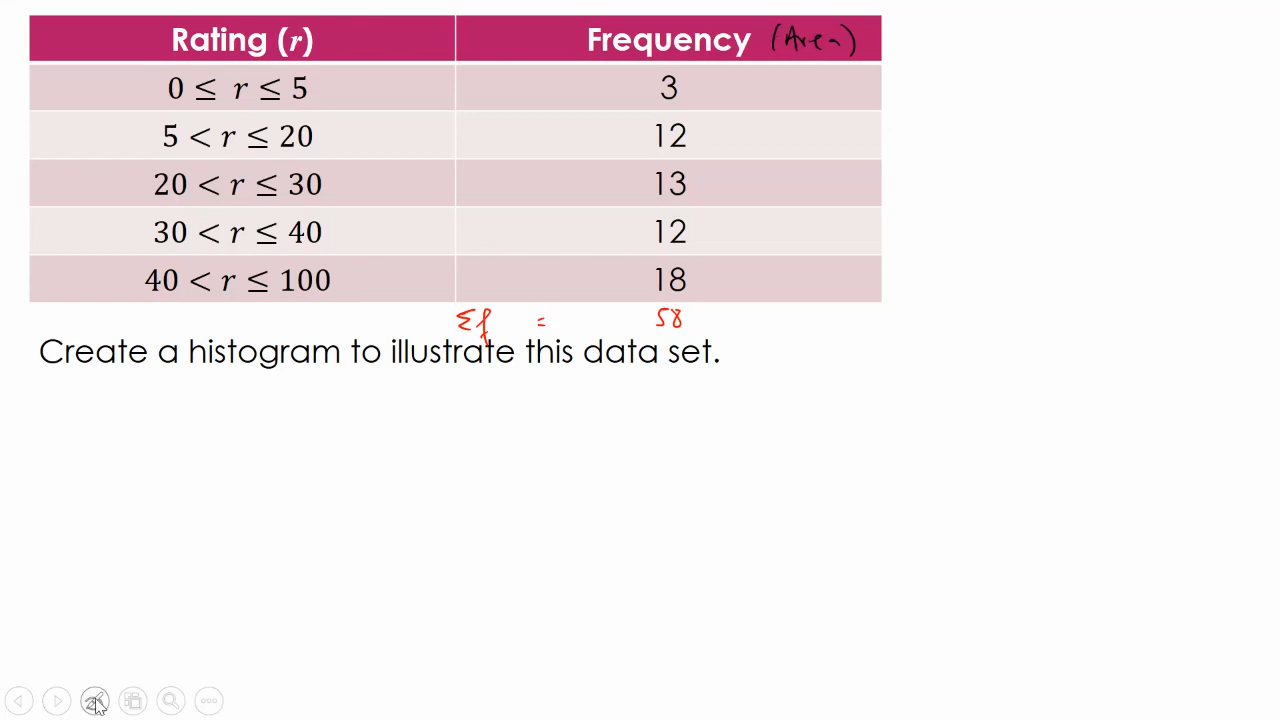 Rating (r) Frequency (Area)
0 ≤ r ≤ 5 3
5 < r ≤ 20 12
20 < r ≤ 30 13
30 < r ≤ 40 12
40 < r ≤ 100 18
Σf = 58
Create a histogram to illustrate this data set.